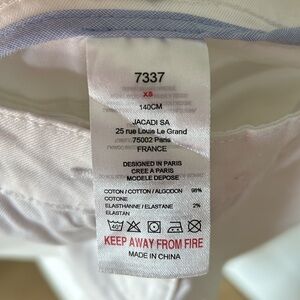 7337
XS
140CM
JACADI SA
25 rue Louis Le Grand
75002 Paris
FRANCE
DESIGNED IN PARIS
CREE A PARIS
MODELE DEPOSE
COTON / COTTON / ALGODON 98%
COTONE
ELASTHANNE / ELASTANE 2%
ELASTAN
40°
KEEP AWAY FROM FIRE
MADE IN CHINA